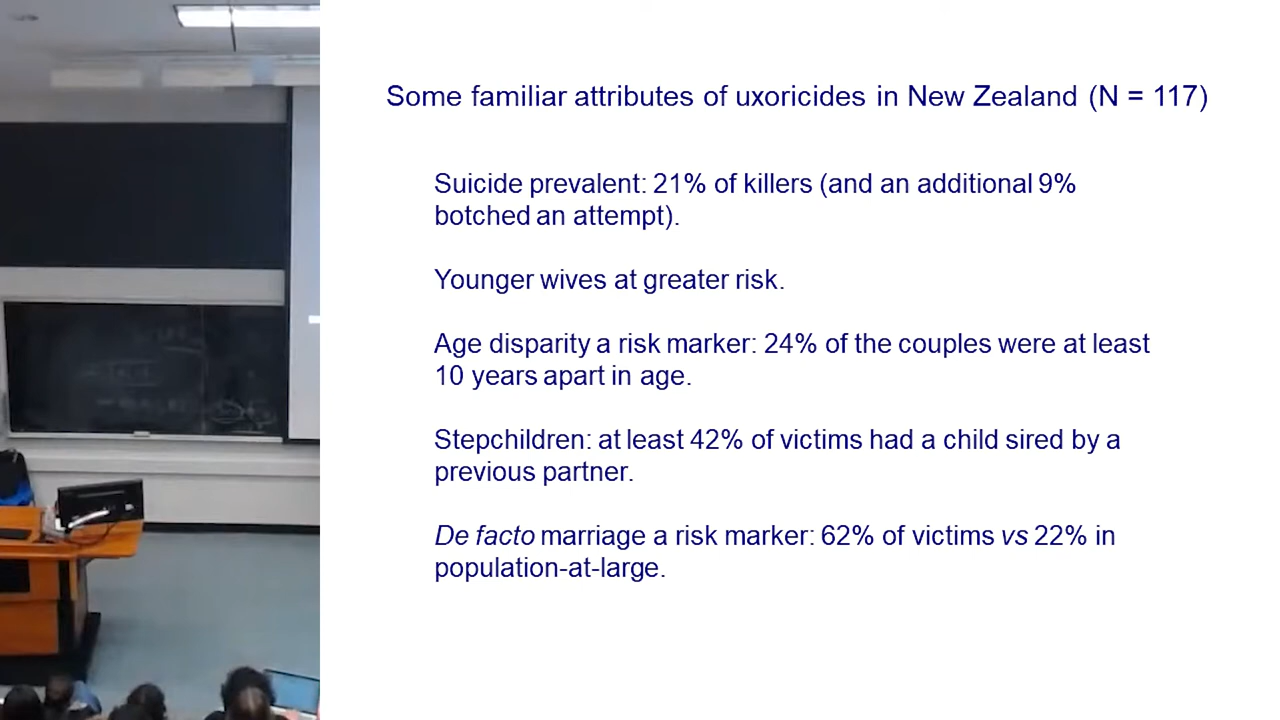 Some familiar attributes of uxoricides in New Zealand (N = 117)
Suicide prevalent: 21% of killers (and an additional 9%
botched an attempt).
Younger wives at greater risk.
Age disparity a risk marker: 24% of the couples were at least
10 years apart in age.
Stepchildren: at least 42% of victims had a child sired by a
previous partner.
De facto marriage a risk marker: 62% of victims vs 22% in
population-at-large.